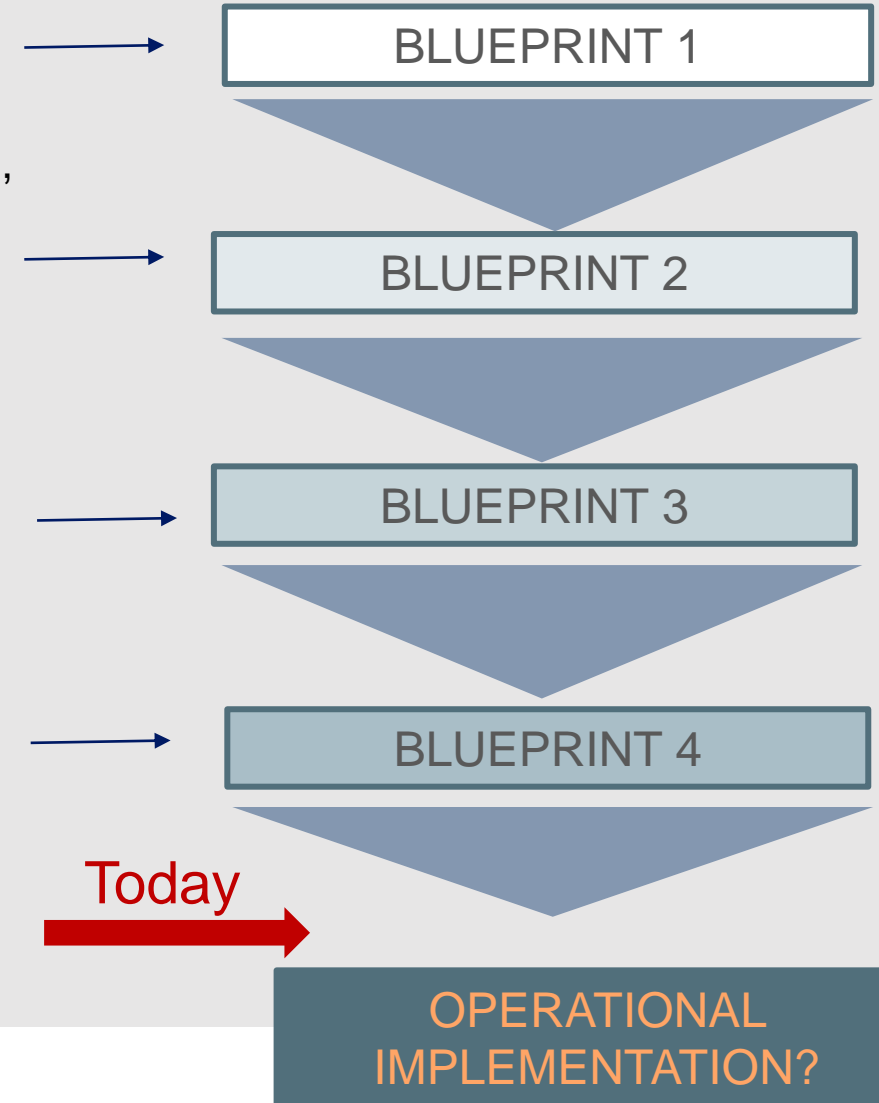 BLUEPRINT 1
,
BLUEPRINT 2
BLUEPRINT 3
BLUEPRINT 4
Today
OPERATIONAL
IMPLEMENTATION?